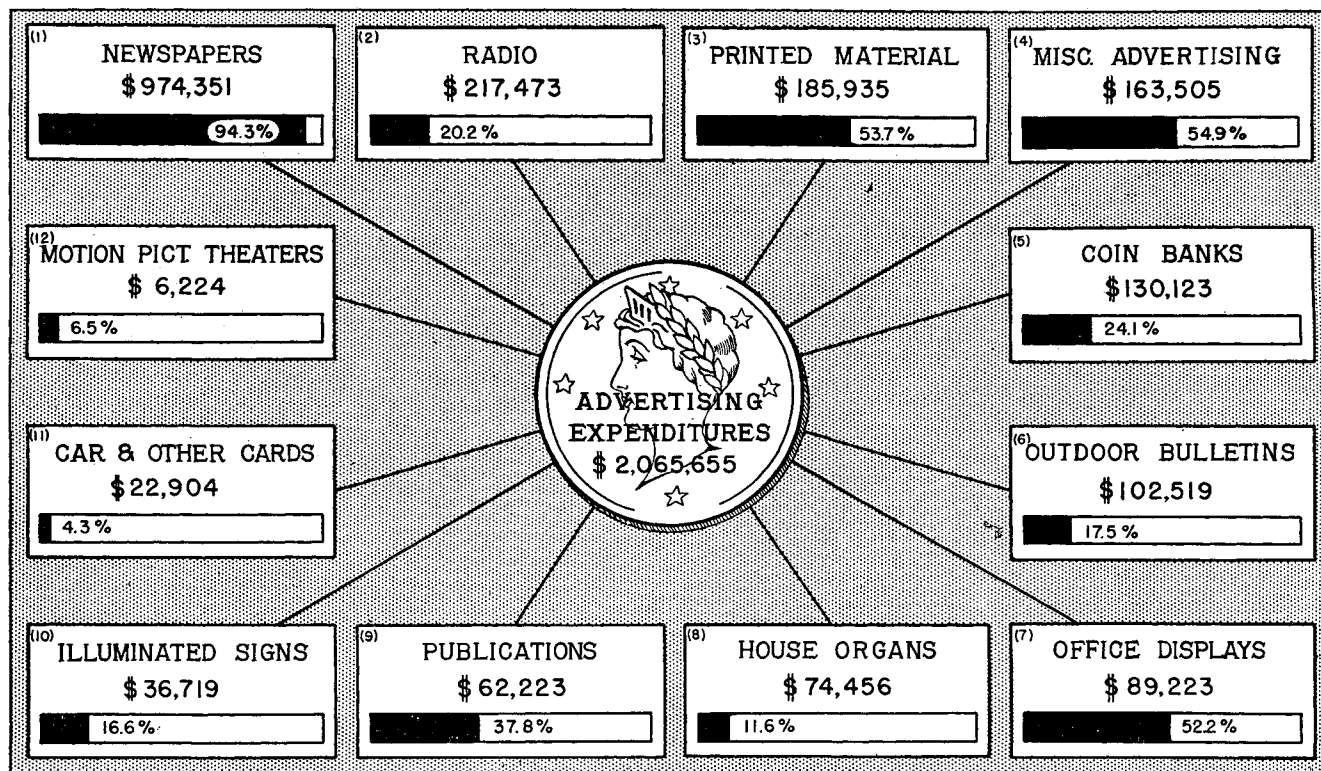 (1)
NEWSPAPERS
$974,351
94.3%
(2)
RADIO
$217,473
20.2%
(3)
PRINTED MATERIAL
$185,935
53.7%
(4)
MISC. ADVERTISING
$163,505
54.9%
(12)
MOTION PICT. THEATERS
$ 6,224
6.5%
(5)
COIN BANKS
$130,123
24.1%
ADVERTISING
EXPENDITURES
$ 2,065,655
(11)
CAR & OTHER CARDS
$22,904
4.3%
(6)
OUTDOOR BULLETINS
$102,519
17.5%
(10)
ILLUMINATED SIGNS
$36,719
16.6%
(9)
PUBLICATIONS
$62,223
37.8%
(8)
HOUSE ORGANS
$74,456
11.6%
(7)
OFFICE DISPLAYS
$89,223
52.2%